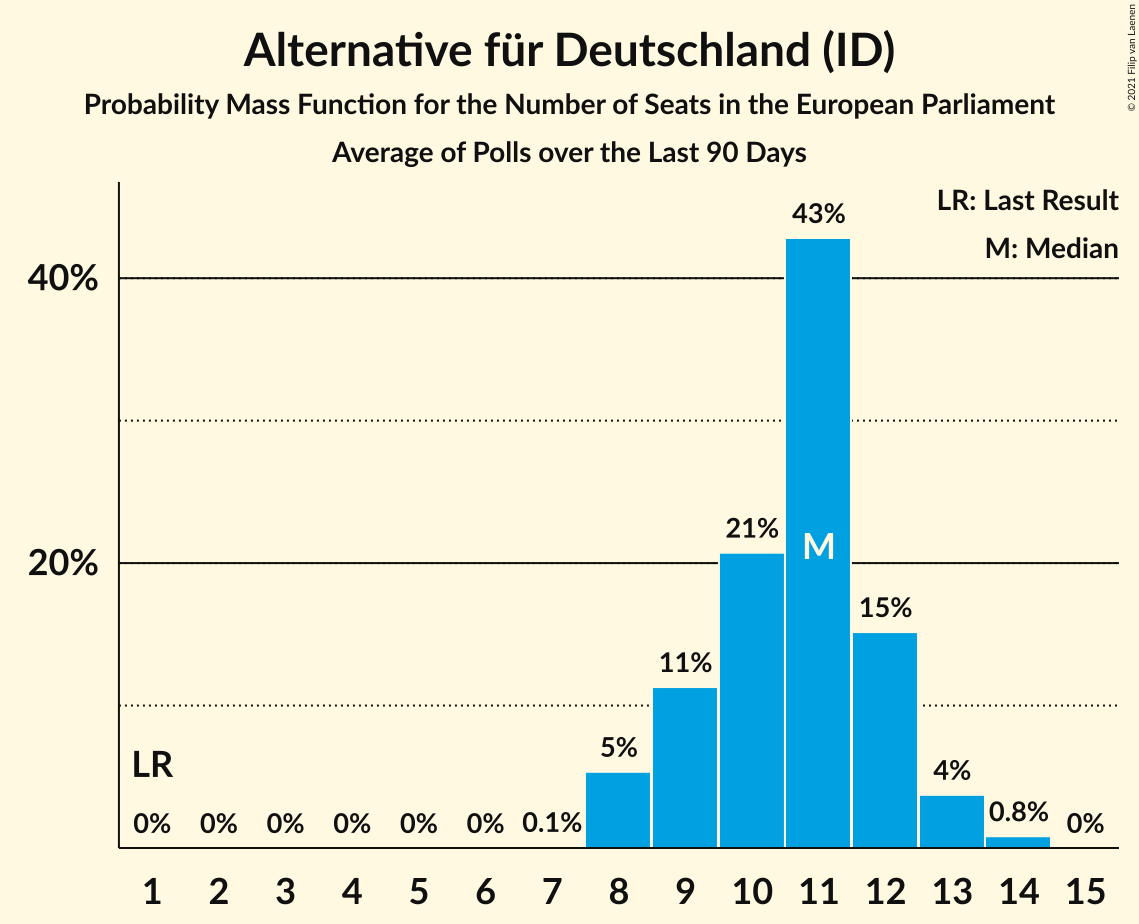 Alternative für Deutschland (ID)
Probability Mass Function for the Number of Seats in the European Parliament
Average of Polls over the Last 90 Days
© 2021 Filip van Laenen
LR: Last Result
M: Median
40%
20%
LR
0%
0%
0%
0%
0%
0%
0.1%
5%
11%
21%
43%
M
15%
4%
0.8%
0%
1 2 3 4 5 6 7 8 9 10 11 12 13 14 15